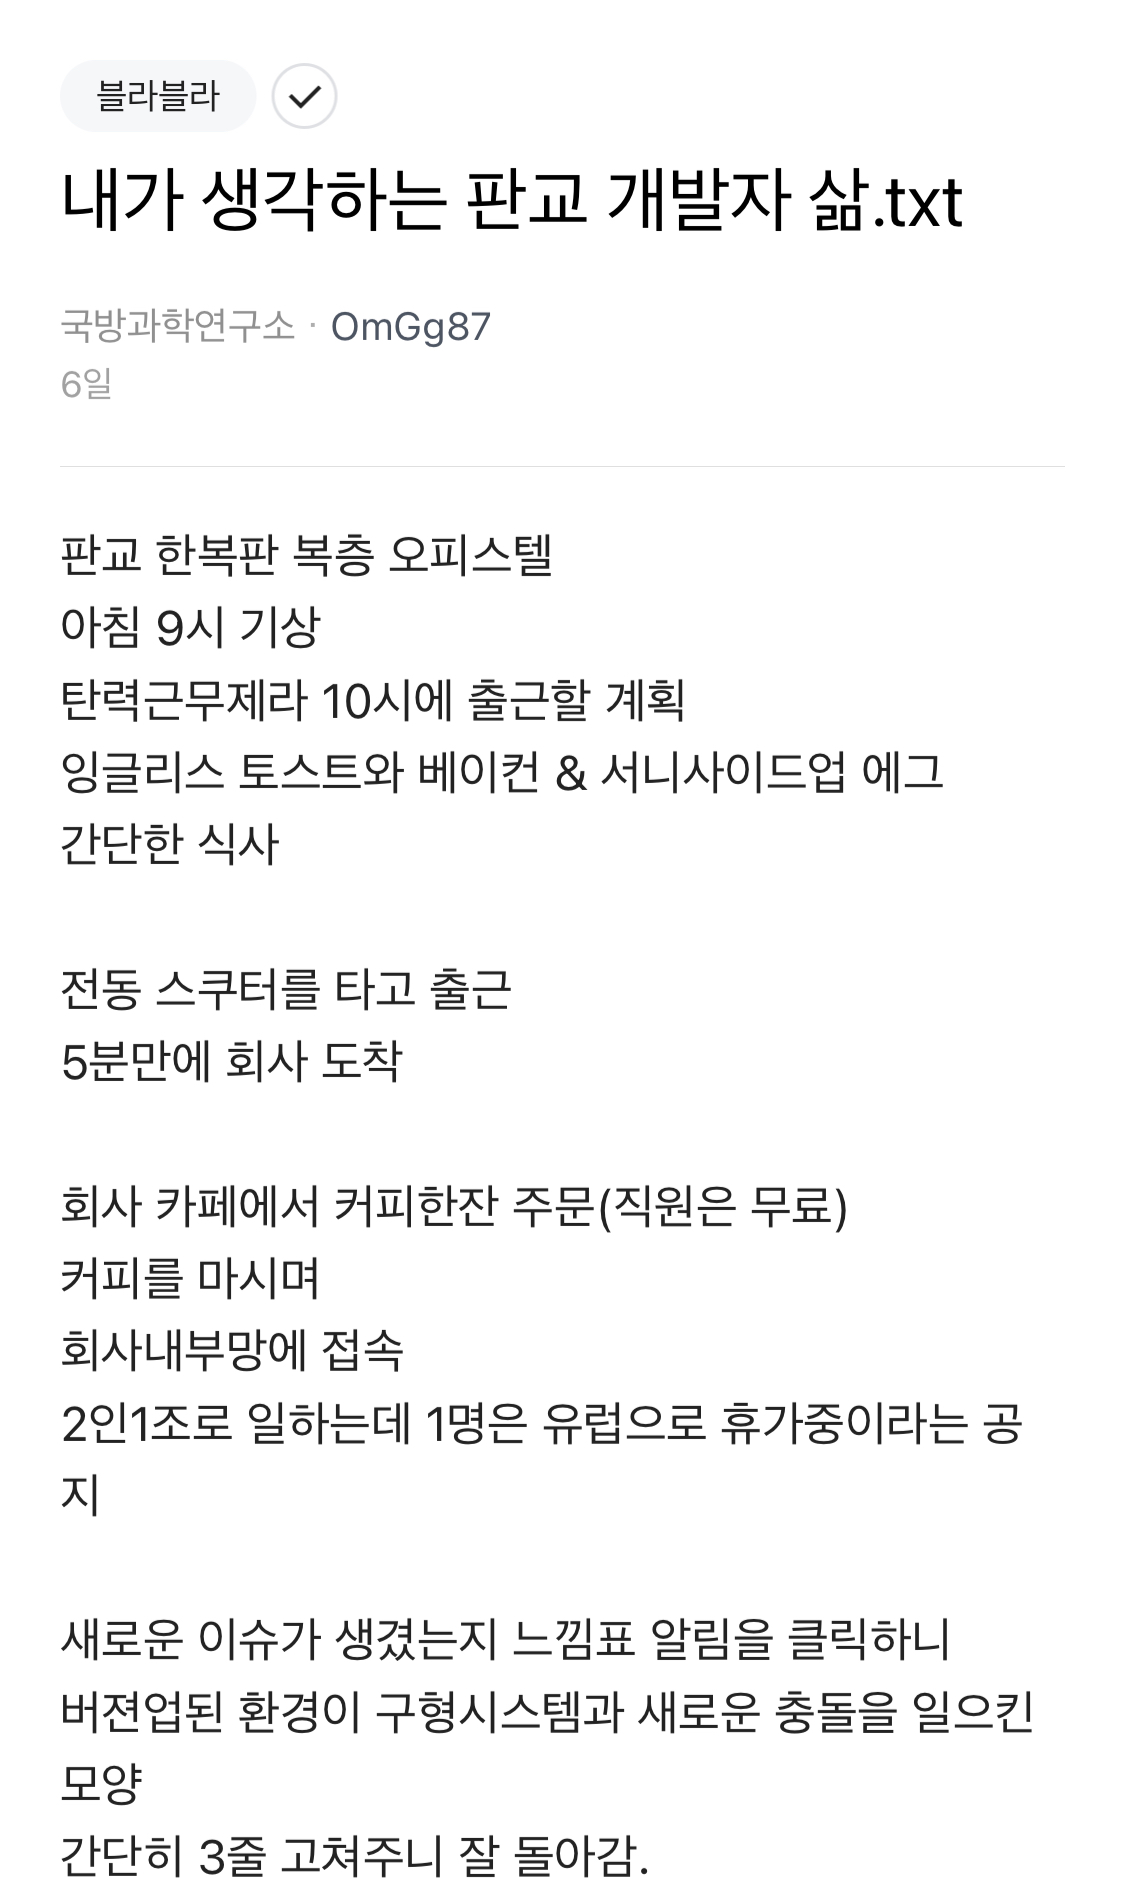 블라블라
내가 생각하는 판교 개발자 삶.txt
국방과학연구소 · OmGg87
6일
판교 한복판 복층 오피스텔
아침 9시 기상
탄력근무제라 10시에 출근할 계획
잉글리스 토스트와 베이컨 & 서니사이드업 에그
간단한 식사
전동 스쿠터를 타고 출근
5분만에 회사 도착
회사 카페에서 커피한잔 주문(직원은 무료)
커피를 마시며
회사내부망에 접속
2인1조로 일하는데 1명은 유럽으로 휴가중이라는 공
지
새로운 이슈가 생겼는지 느낌표 알림을 클릭하니
버젼업된 환경이 구형시스템과 새로운 충돌을 일으킨
모양
간단히 3줄 고쳐주니 잘 돌아감.